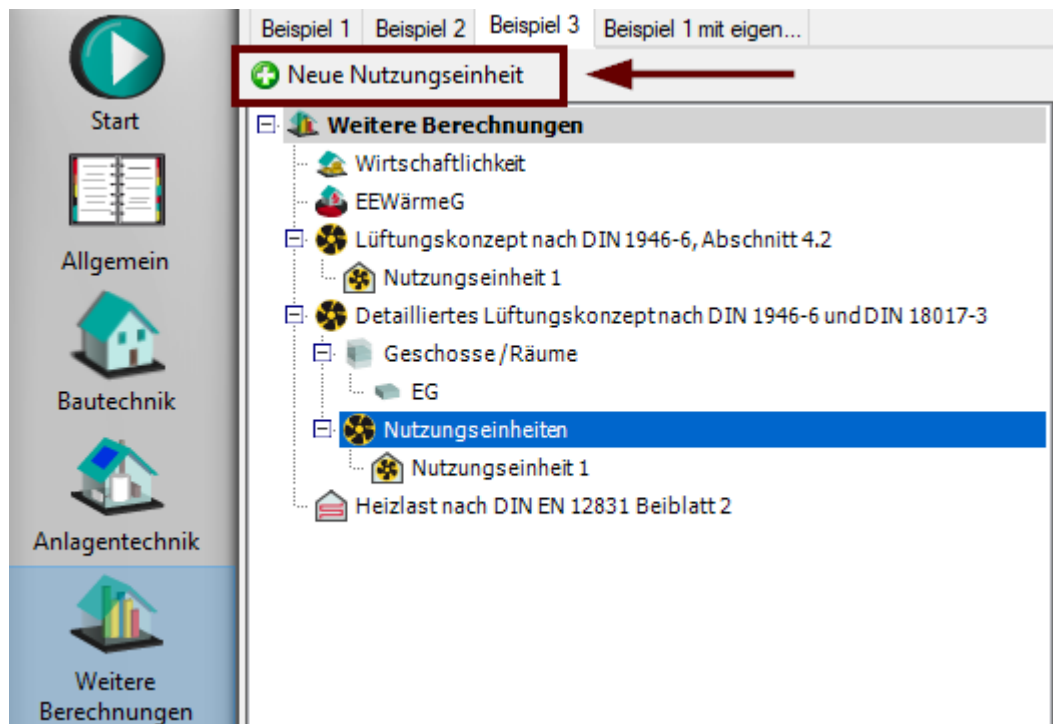 Beispiel 1 Beispiel 2 Beispiel 3 Beispiel 1 mit eigen...
Neue Nutzungseinheit
Start
Allgemein
Bautechnik
Anlagentechnik
Weitere
Berechnungen
Weitere Berechnungen
Wirtschaftlichkeit
EEWärmeG
Lüftungskonzept nach DIN 1946-6, Abschnitt 4.2
Nutzungseinheit 1
Detailliertes Lüftungskonzept nach DIN 1946-6 und DIN 18017-3
Geschosse / Räume
EG
Nutzungseinheiten
Nutzungseinheit 1
Heizlast nach DIN EN 12831 Beiblatt 2